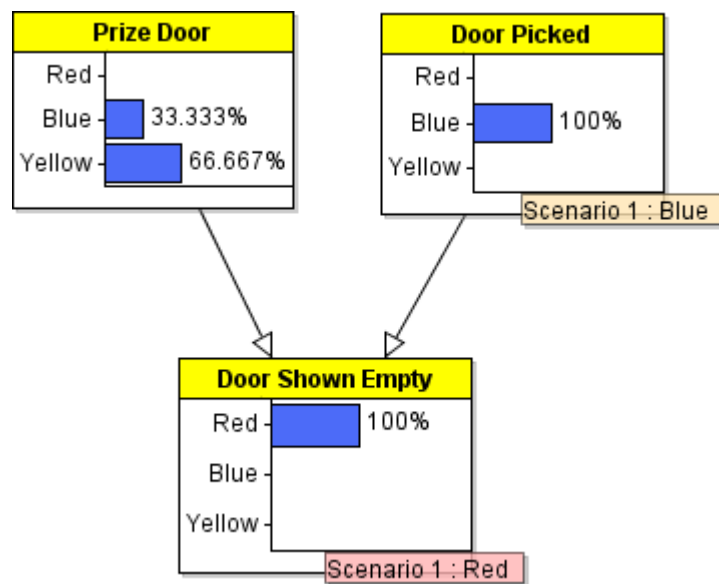 Prize Door
Red
Blue 33.333%
Yellow 66.667%
Door Picked
Red
Blue 100%
Yellow
Scenario 1 : Blue
Door Shown Empty
Red 100%
Blue
Yellow
Scenario 1 : Red